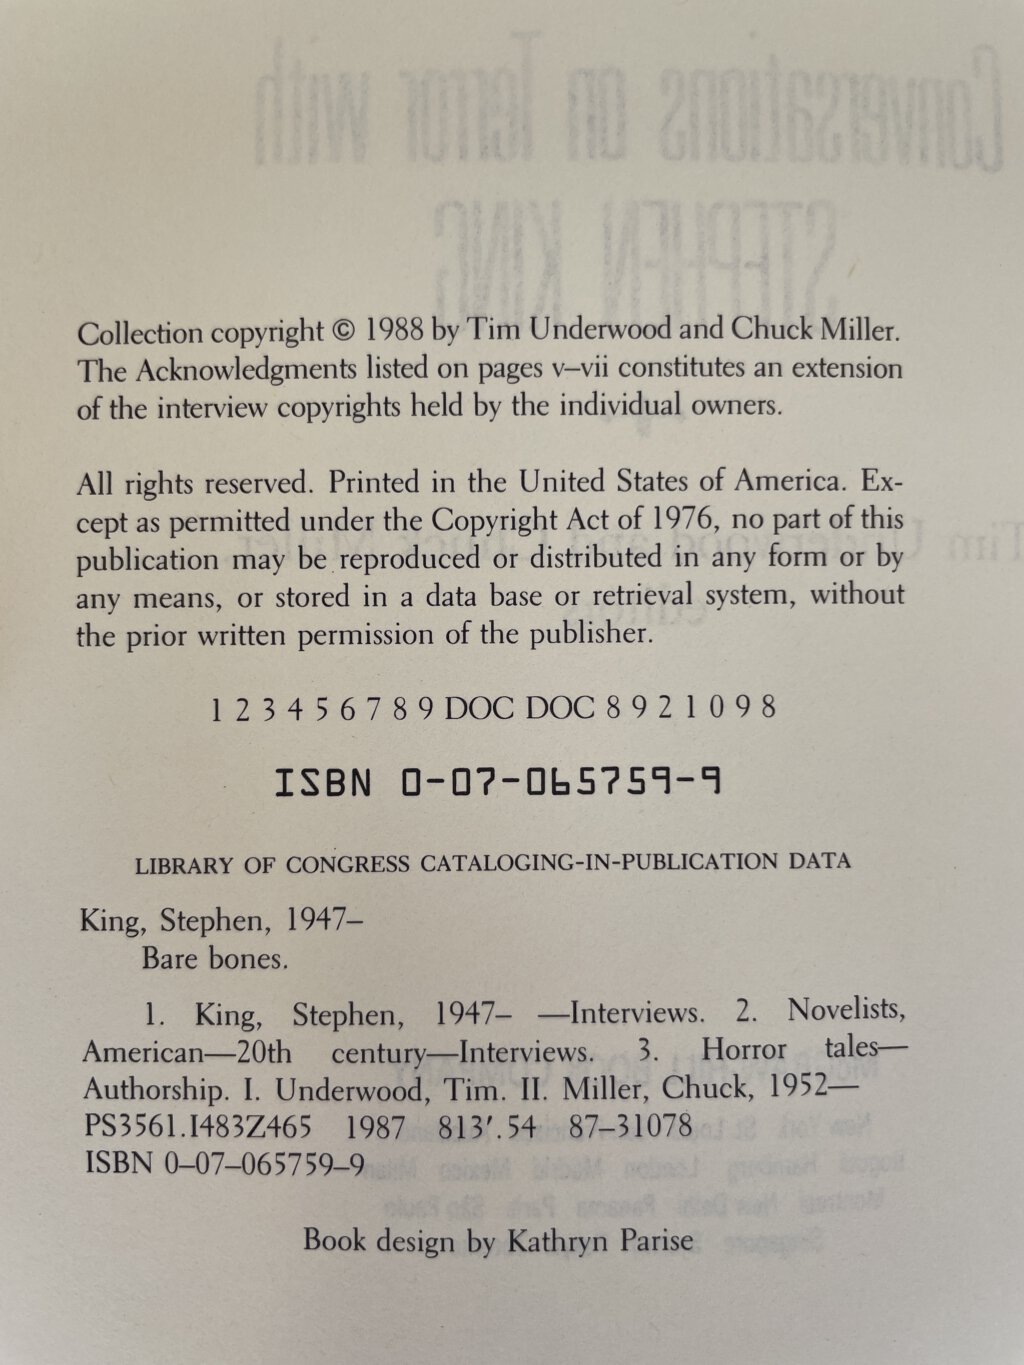 Conversations on Terror with
STEPHEN KING
Collection copyright © 1988 by Tim Underwood and Chuck Miller.
The Acknowledgments listed on pages v–vii constitutes an extension
of the interview copyrights held by the individual owners.
All rights reserved. Printed in the United States of America. Ex-
cept as permitted under the Copyright Act of 1976, no part of this
publication may be reproduced or distributed in any form or by
any means, or stored in a data base or retrieval system, without
the prior written permission of the publisher.
1 2 3 4 5 6 7 8 9 DOC DOC 8 9 2 1 0 9 8
ISBN 0-07-065759-9
LIBRARY OF CONGRESS CATALOGING-IN-PUBLICATION DATA
King, Stephen, 1947–
Bare bones.
1. King, Stephen, 1947– —Interviews. 2. Novelists,
American—20th century—Interviews. 3. Horror tales—
Authorship. I. Underwood, Tim. II. Miller, Chuck, 1952—
PS3561.I483Z465 1987 813′.54 87–31078
ISBN 0–07–065759–9
Book design by Kathryn Parise